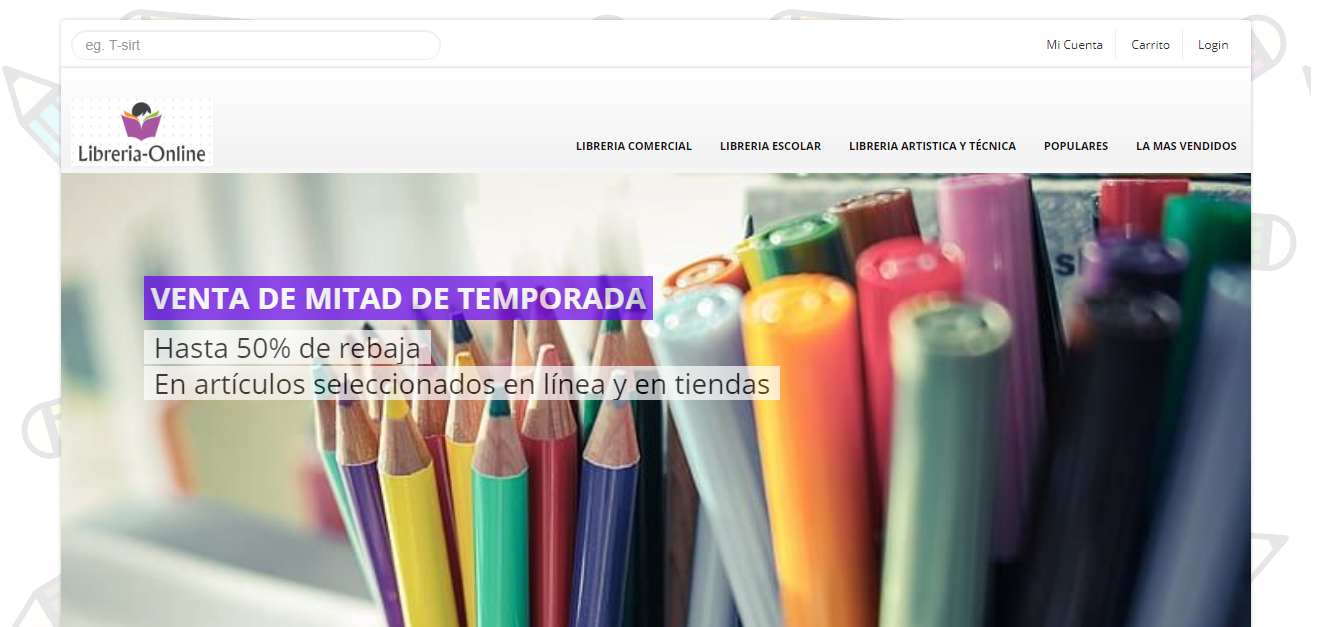 eg. T-sirt
Mi Cuenta Carrito Login
Libreria-Online
LIBRERIA COMERCIAL LIBRERIA ESCOLAR LIBRERIA ARTISTICA Y TÉCNICA POPULARES LA MAS VENDIDOS
VENTA DE MITAD DE TEMPORADA
Hasta 50% de rebaja
En artículos seleccionados en línea y en tiendas